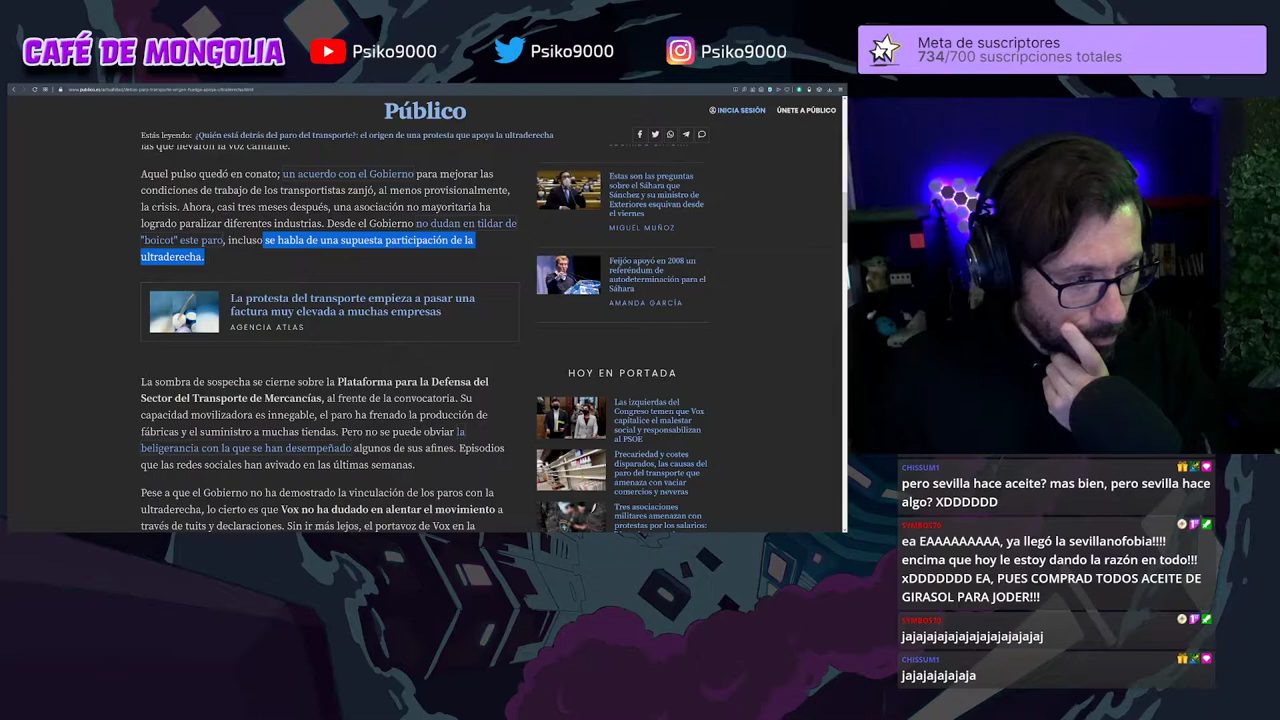 CAFÉ DE MONGOLIA
Psiko9000
Psiko9000
Psiko9000
Meta de suscriptores
734/700 suscripciones totales
Público
INICIA SESIÓN
ÚNETE A PÚBLICO
Estás leyendo: ¿Quién está detrás del paro del transporte?: el origen de una protesta que apoya la ultraderecha
las que llevaron la voz cantante.
Aquel pulso quedó en conato; un acuerdo con el Gobierno para mejorar las
condiciones de trabajo de los transportistas zanjó, al menos provisionalmente,
la crisis. Ahora, casi tres meses después, una asociación no mayoritaria ha
logrado paralizar diferentes industrias. Desde el Gobierno no dudan en tildar de
"boicot" este paro, incluso se habla de una supuesta participación de la
ultraderecha.
La protesta del transporte empieza a pasar una
factura muy elevada a muchas empresas
AGENCIA ATLAS
La sombra de sospecha se cierne sobre la Plataforma para la Defensa del
Sector del Transporte de Mercancías, al frente de la convocatoria. Su
capacidad movilizadora es innegable, el paro ha frenado la producción de
fábricas y el suministro a muchas tiendas. Pero no se puede obviar la
beligerancia con la que se han desempeñado algunos de sus afines. Episodios
que las redes sociales han avivado en las últimas semanas.
Pese a que el Gobierno no ha demostrado la vinculación de los paros con la
ultraderecha, lo cierto es que Vox no ha dudado en alentar el movimiento a
través de tuits y declaraciones. Sin ir más lejos, el portavoz de Vox en la
Estas son las preguntas
sobre el Sáhara que
Sánchez y su ministro de
Exteriores esquivan desde
el viernes
MIGUEL MUÑOZ
Feijóo apoyó en 2008 un
referéndum de
autodeterminación para el
Sáhara
AMANDA GARCÍA
HOY EN PORTADA
Las izquierdas del
Congreso temen que Vox
capitalice el malestar
social y responsabilizan
al PSOE
Precariedad y costes
disparados, las causas del
paro del transporte que
amenaza con vaciar
comercios y neveras
Tres asociaciones
militares amenazan con
protestas por los salarios:
CHISSUM1
pero sevilla hace aceite? mas bien, pero sevilla hace
algo? XDDDDDD
SYMBOS70
ea EAAAAAAAA, ya llegó la sevillanofobia!!!!
encima que hoy le estoy dando la razón en todo!!!
xDDDDDDD EA, PUES COMPRAD TODOS ACEITE DE
GIRASOL PARA JODER!!!
SYMBOS70
jajajajajajajajajajajaj
CHISSUM1
jajajajajaja